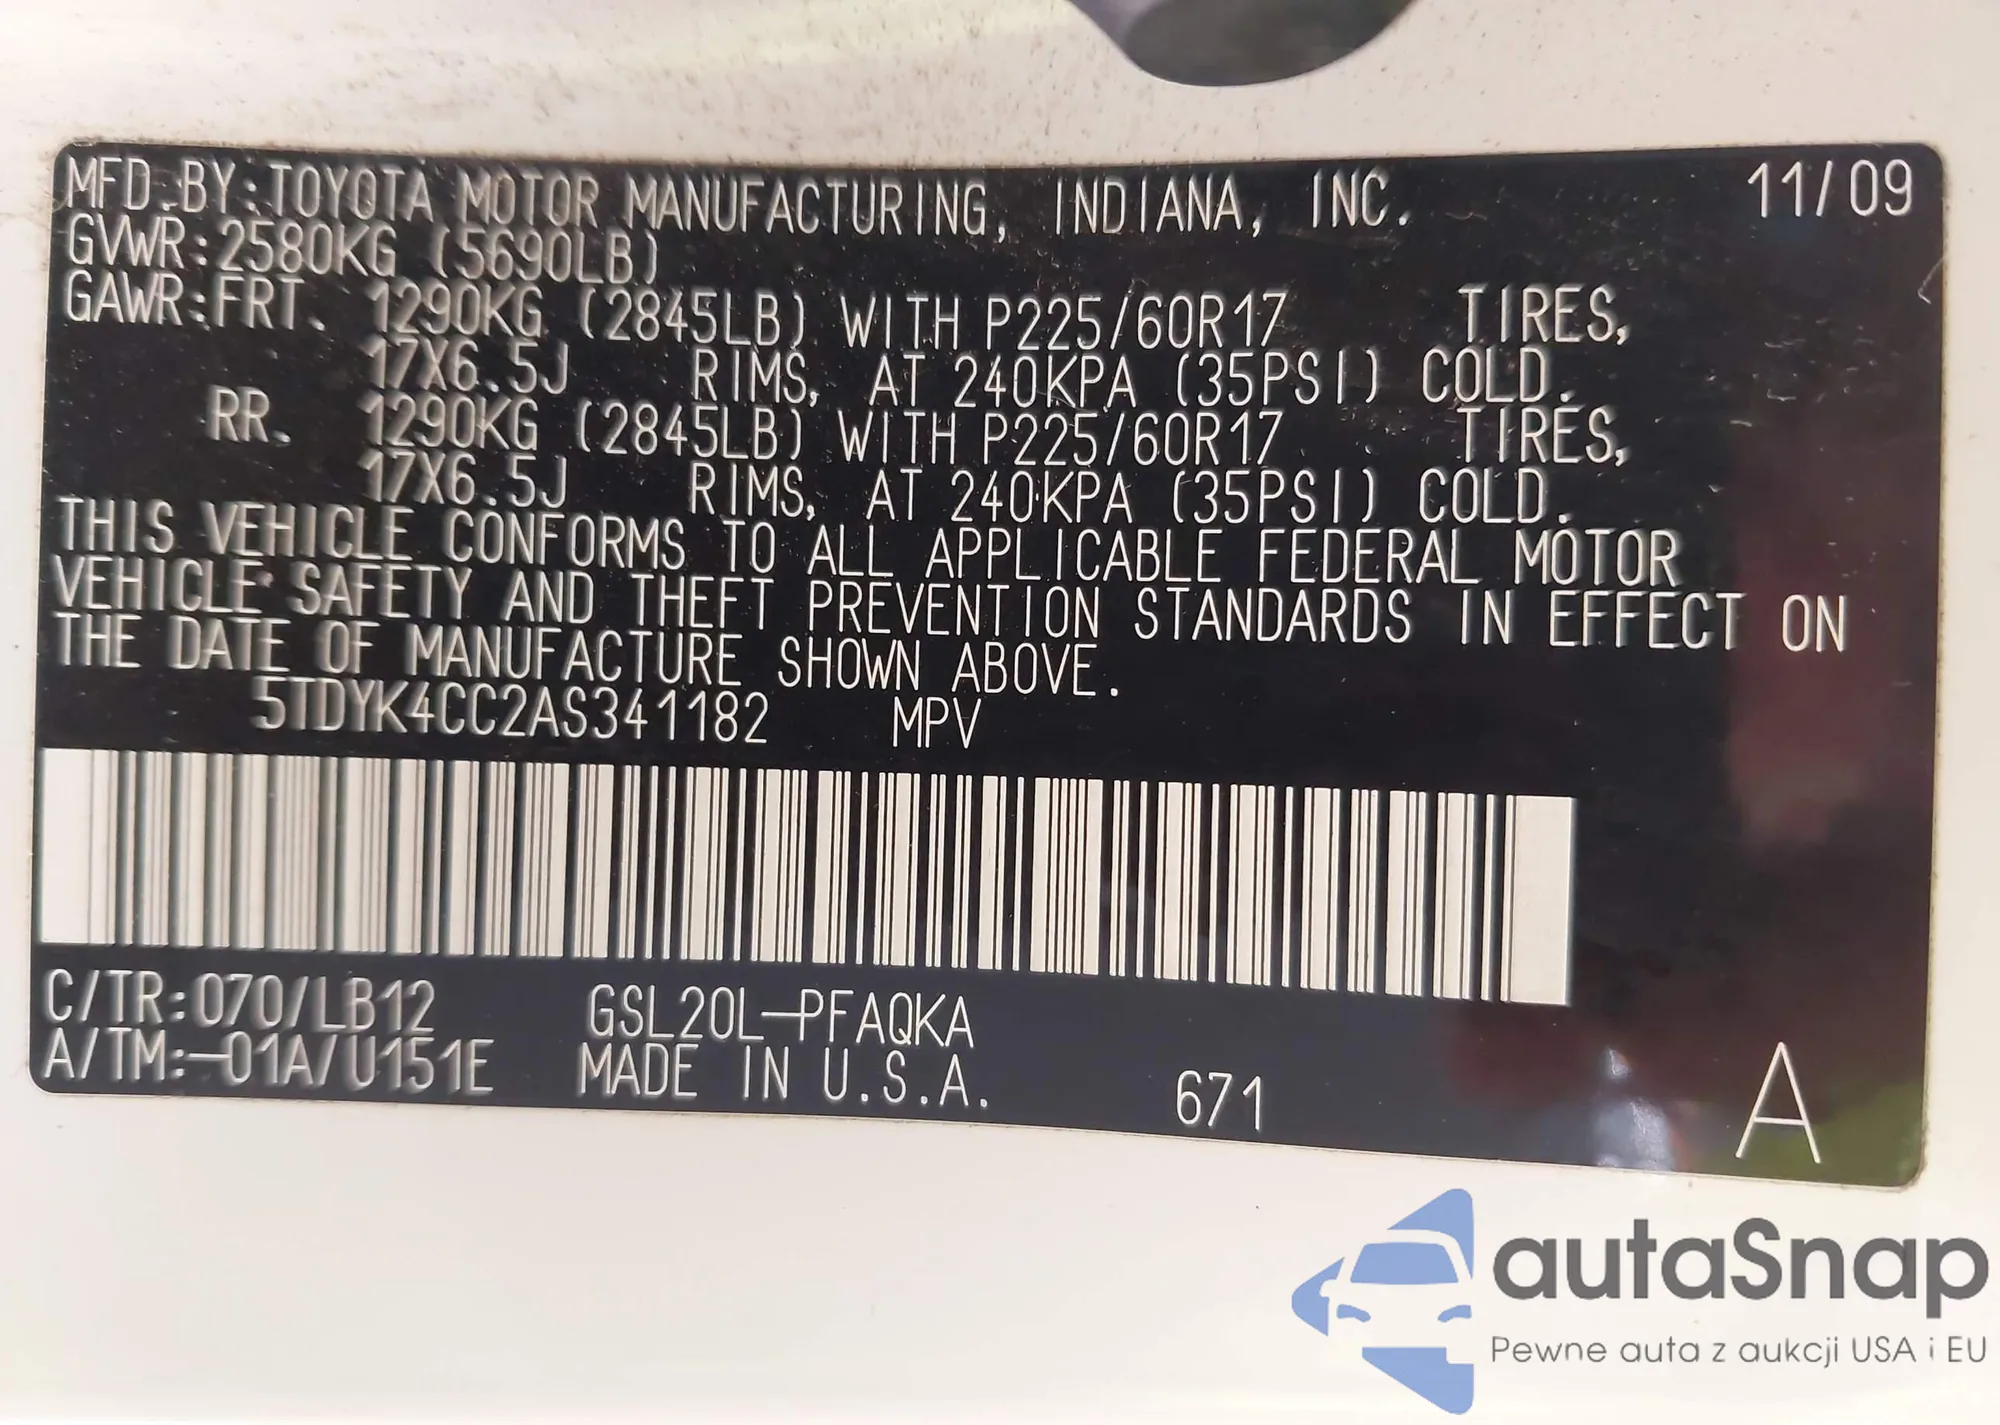 MFD.BY:TOYOTA MOTOR MANUFACTURING, INDIANA, INC. 11/09
GVWR:2580KG (5690LB)
GAWR:FRT. 1290KG (2845LB) WITH P225/60R17 TIRES,
17X6.5J RIMS, AT 240KPA (35PSI) COLD.
RR. 1290KG (2845LB) WITH P225/60R17 TIRES,
17X6.5J RIMS, AT 240KPA (35PSI) COLD.
THIS VEHICLE CONFORMS TO ALL APPLICABLE FEDERAL MOTOR
VEHICLE SAFETY AND THEFT PREVENTION STANDARDS IN EFFECT ON
THE DATE OF MANUFACTURE SHOWN ABOVE.
5TDYK4CC2AS341182 MPV
C/TR:070/LB12 GSL20L-PFAQKA
A/TM:-01A/U151E MADE IN U.S.A. 671 A
autaSnap
Pewne auta z aukcji USA i EU